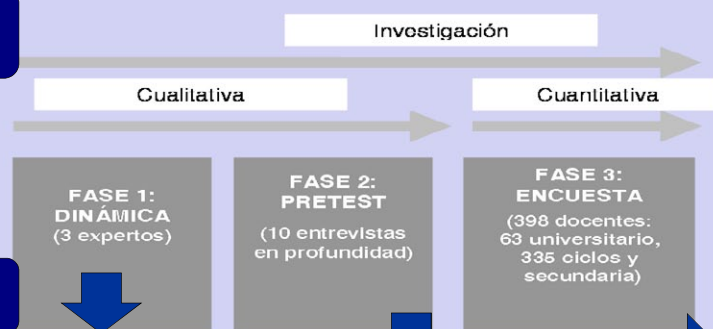 Investigación
Cualitativa
Cuantitativa
FASE 1:
DINÁMICA
(3 expertos)
FASE 2:
PRETEST
(10 entrevistas
en profundidad)
FASE 3:
ENCUESTA
(398 docentes:
63 universitario,
335 ciclos y
secundaria)